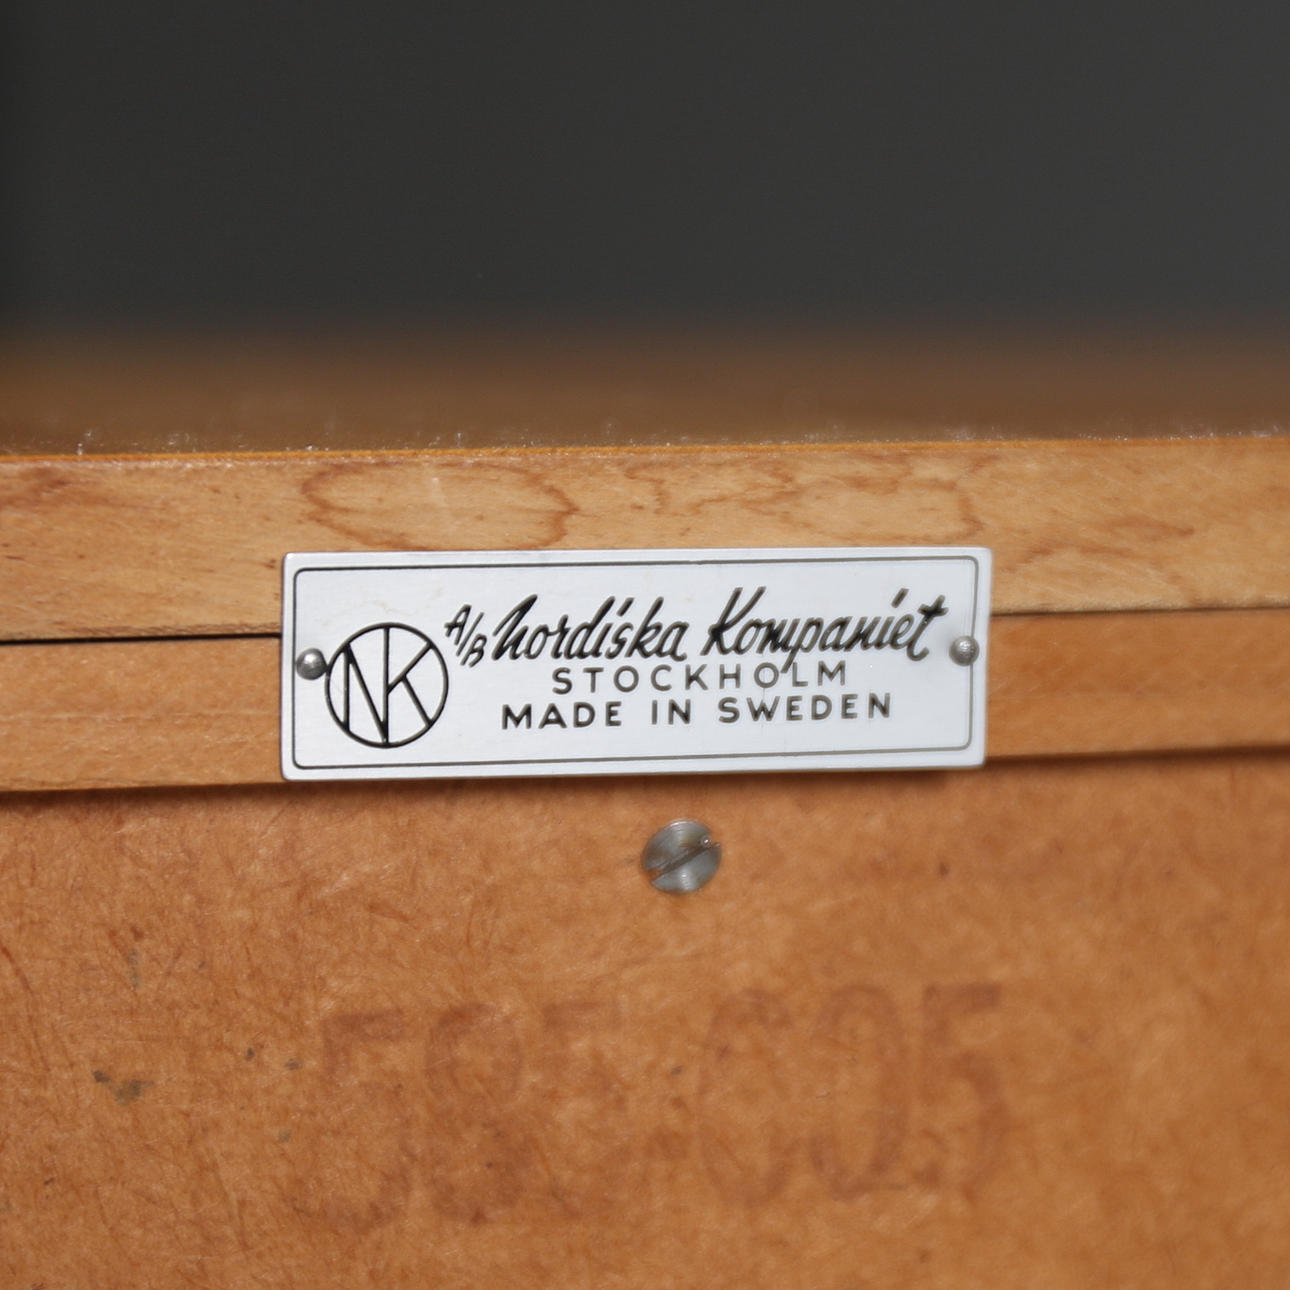 NK
A/B Nordiska Kompaniet
STOCKHOLM
MADE IN SWEDEN